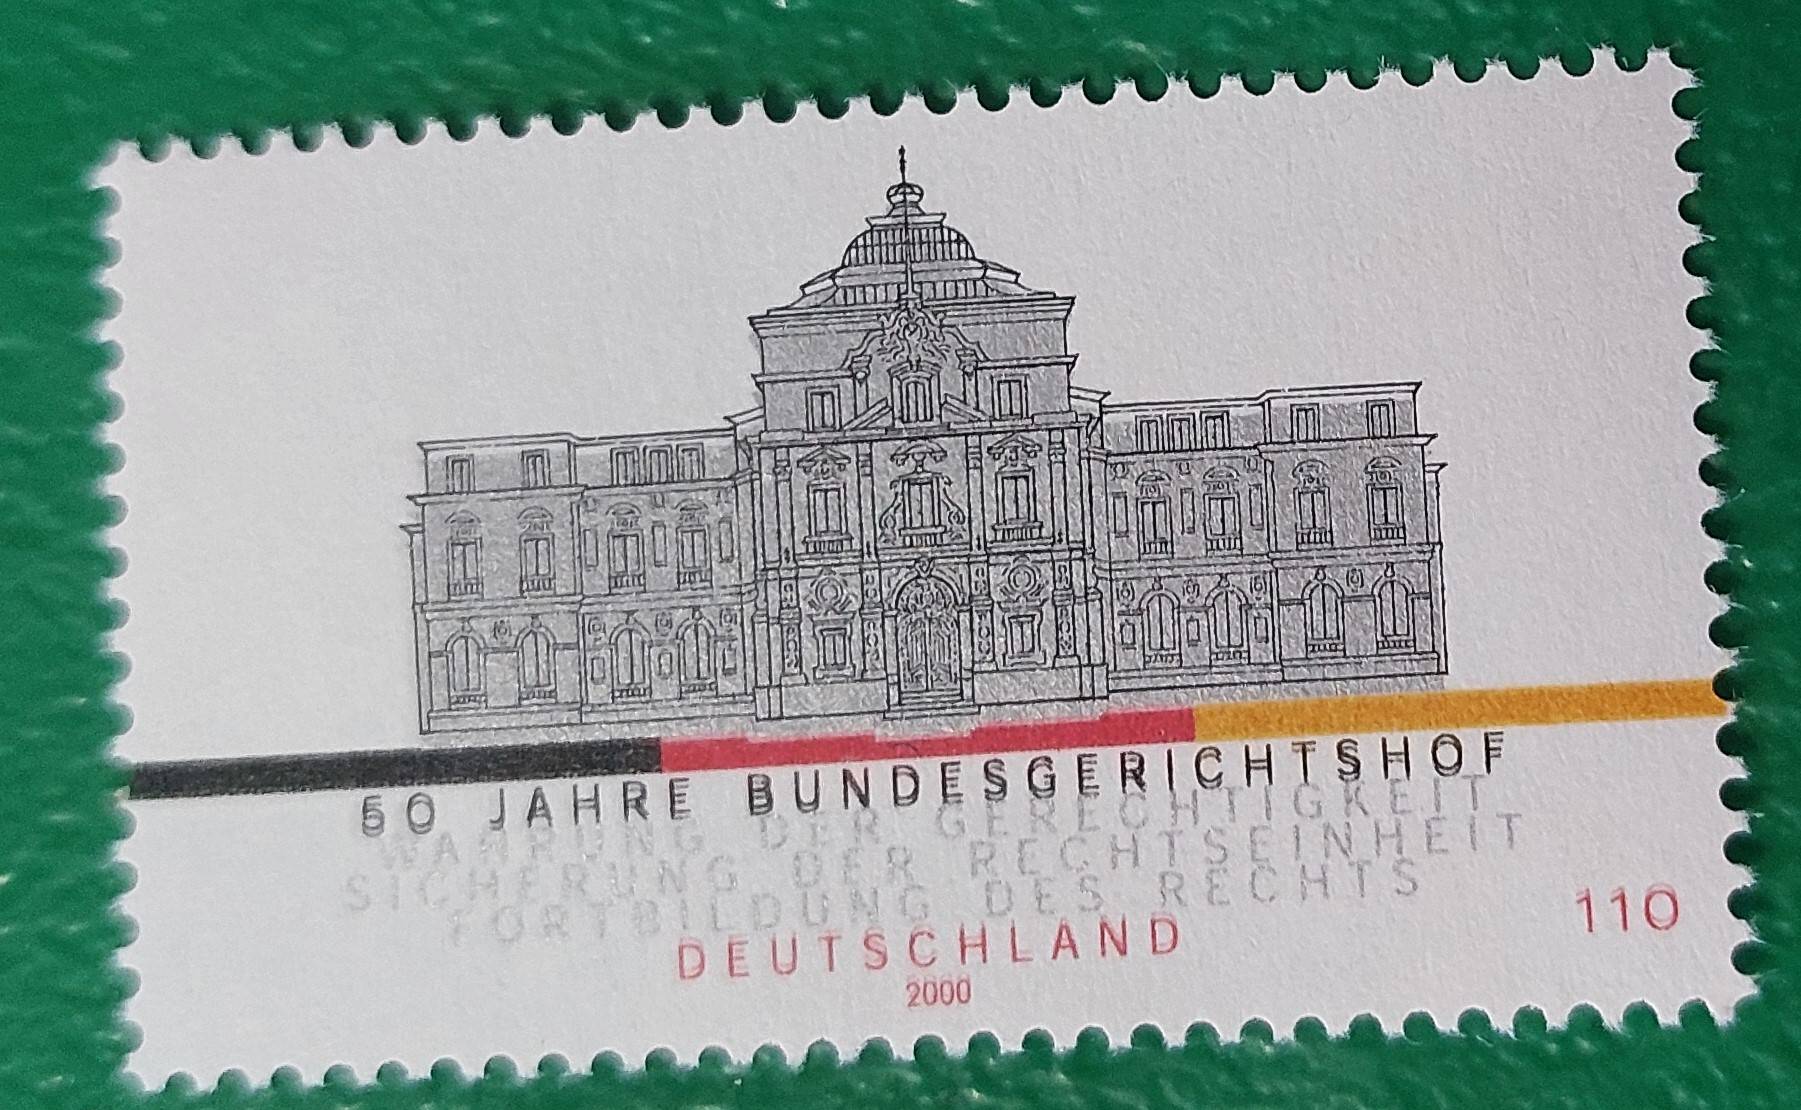 50 JAHRE BUNDESGERICHTSHOF
WAHRUNG DER GERECHTIGKEIT
SICHERUNG DER RECHTSEINHEIT
FORTBILDUNG DES RECHTS
DEUTSCHLAND
110
2000